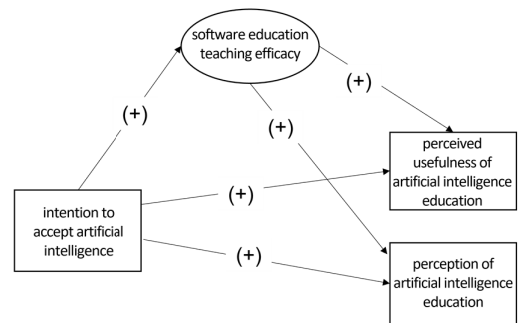 software education
teaching efficacy
(+)
(+)
(+)
perceived
usefulness of
artificial intelligence
education
(+)
intention to
accept artificial
intelligence
(+)
perception of
artificial intelligence
education